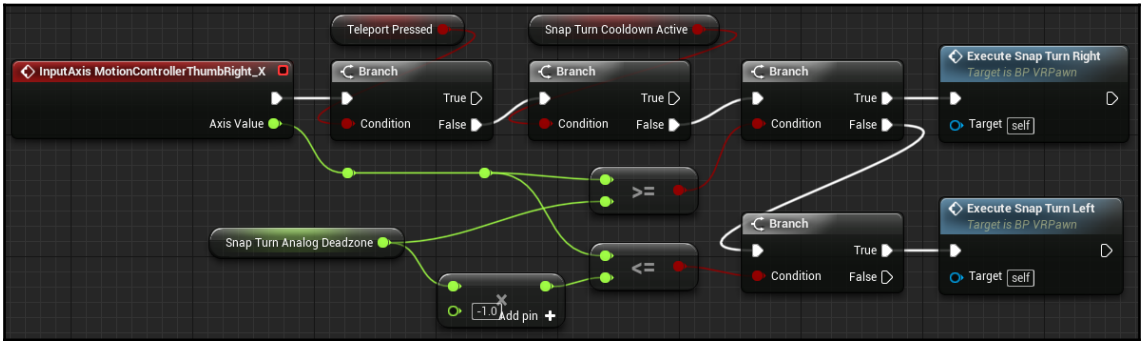 Teleport Pressed
Snap Turn Cooldown Active
InputAxis MotionControllerThumbRight_X
Axis Value
Branch
True
Condition
False
Branch
True
Condition
False
Branch
True
Condition
False
Execute Snap Turn Right
Target is BP VRPawn
Target self
>=
Snap Turn Analog Deadzone
<=
X
-1.0
Add pin +
Branch
True
Condition
False
Execute Snap Turn Left
Target is BP VRPawn
Target self